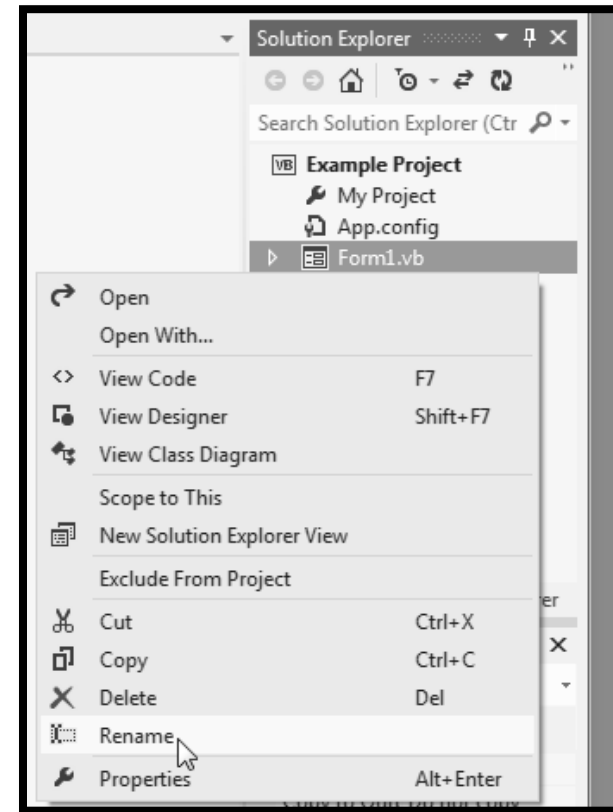 Solution Explorer
Search Solution Explorer (Ctr
VB Example Project
My Project
App.config
Form1.vb
Open
Open With...
View Code F7
View Designer Shift+F7
View Class Diagram
Scope to This
New Solution Explorer View
Exclude From Project
er
Cut Ctrl+X
Copy Ctrl+C
Delete Del
Rename
Properties Alt+Enter